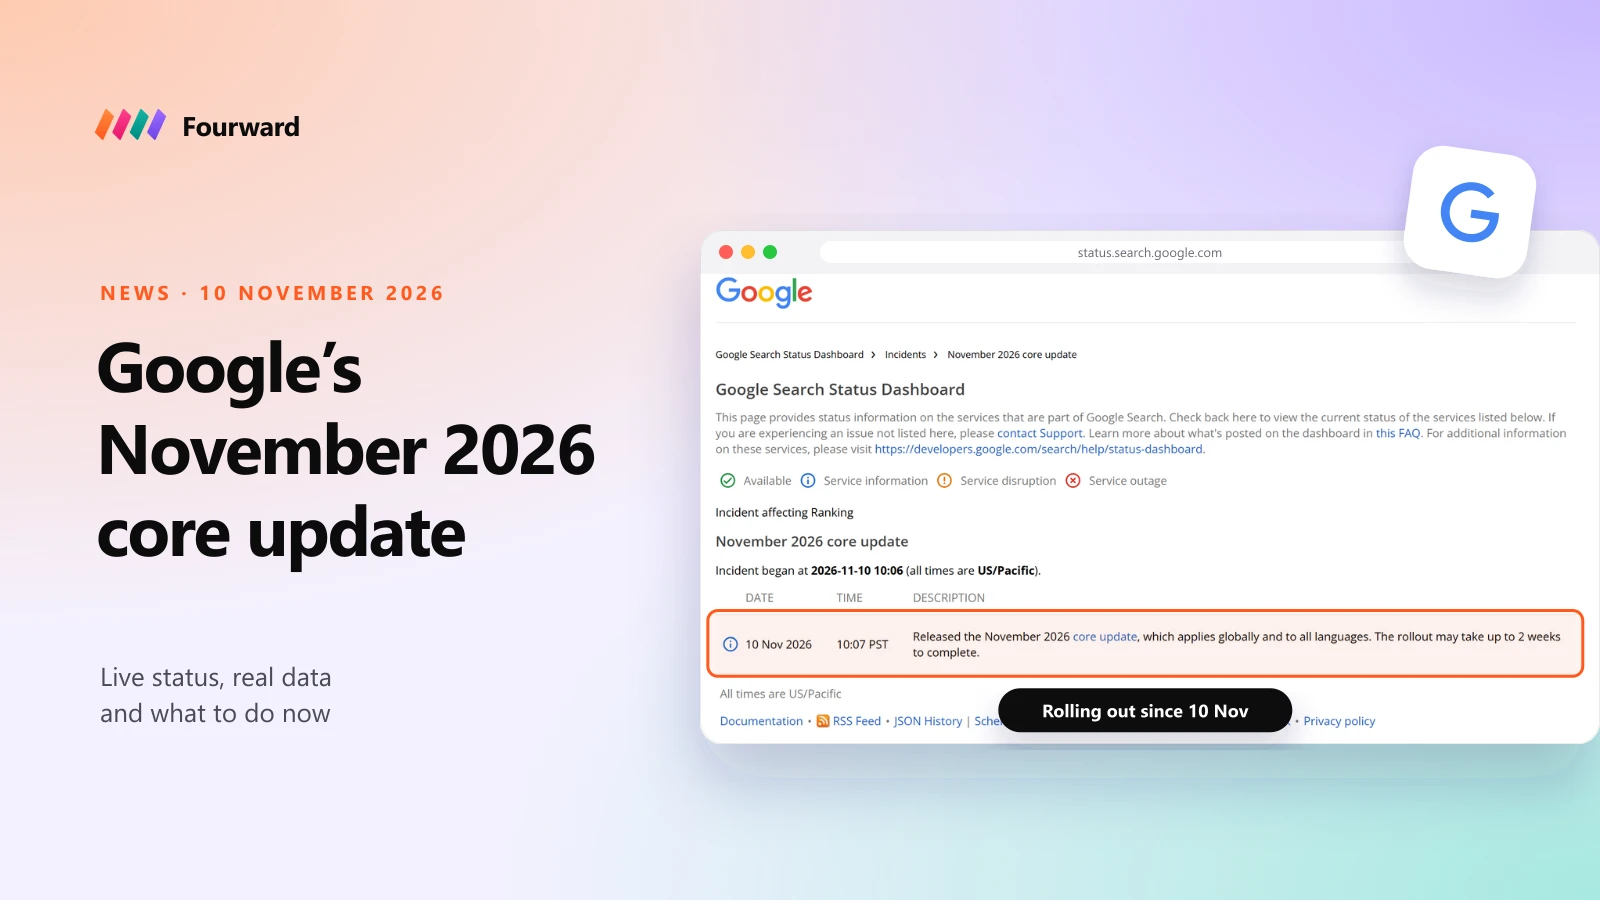 Fourward
NEWS · 10 NOVEMBER 2026
Google’s
November 2026
core update
Live status, real data
and what to do now
status.search.google.com
G
Google
Google Search Status Dashboard › Incidents › November 2026 core update
Google Search Status Dashboard
This page provides status information on the services that are part of Google Search. Check back here to view the current status of the services listed below. If
you are experiencing an issue not listed here, please contact Support. Learn more about what's posted on the dashboard in this FAQ. For additional information
on these services, please visit https://developers.google.com/search/help/status-dashboard.
Available Service information Service disruption Service outage
Incident affecting Ranking
November 2026 core update
Incident began at 2026-11-10 10:06 (all times are US/Pacific).
DATE TIME DESCRIPTION
10 Nov 2026 10:07 PST Released the November 2026 core update, which applies globally and to all languages. The rollout may take up to 2 weeks
to complete.
All times are US/Pacific
Documentation • RSS Feed • JSON History | • Privacy policy
Rolling out since 10 Nov